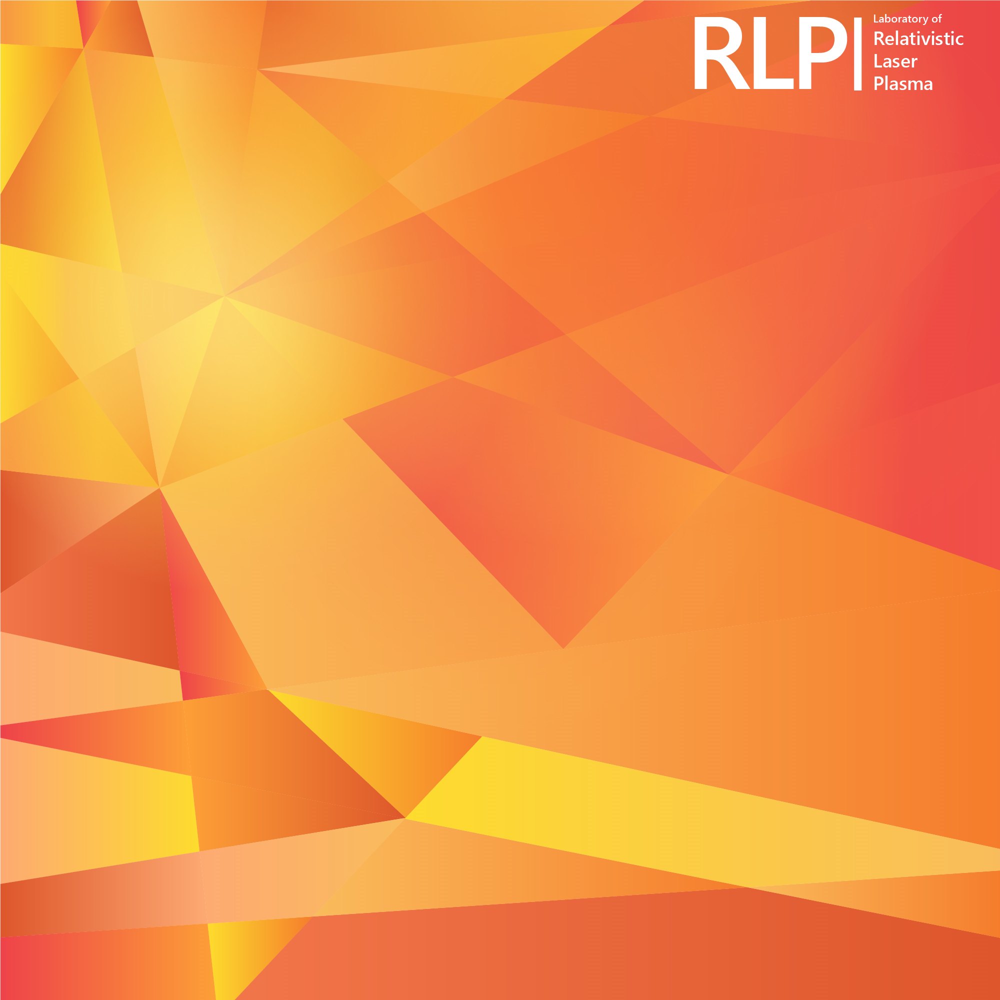 RLP
Laboratory of
Relativistic
Laser
Plasma